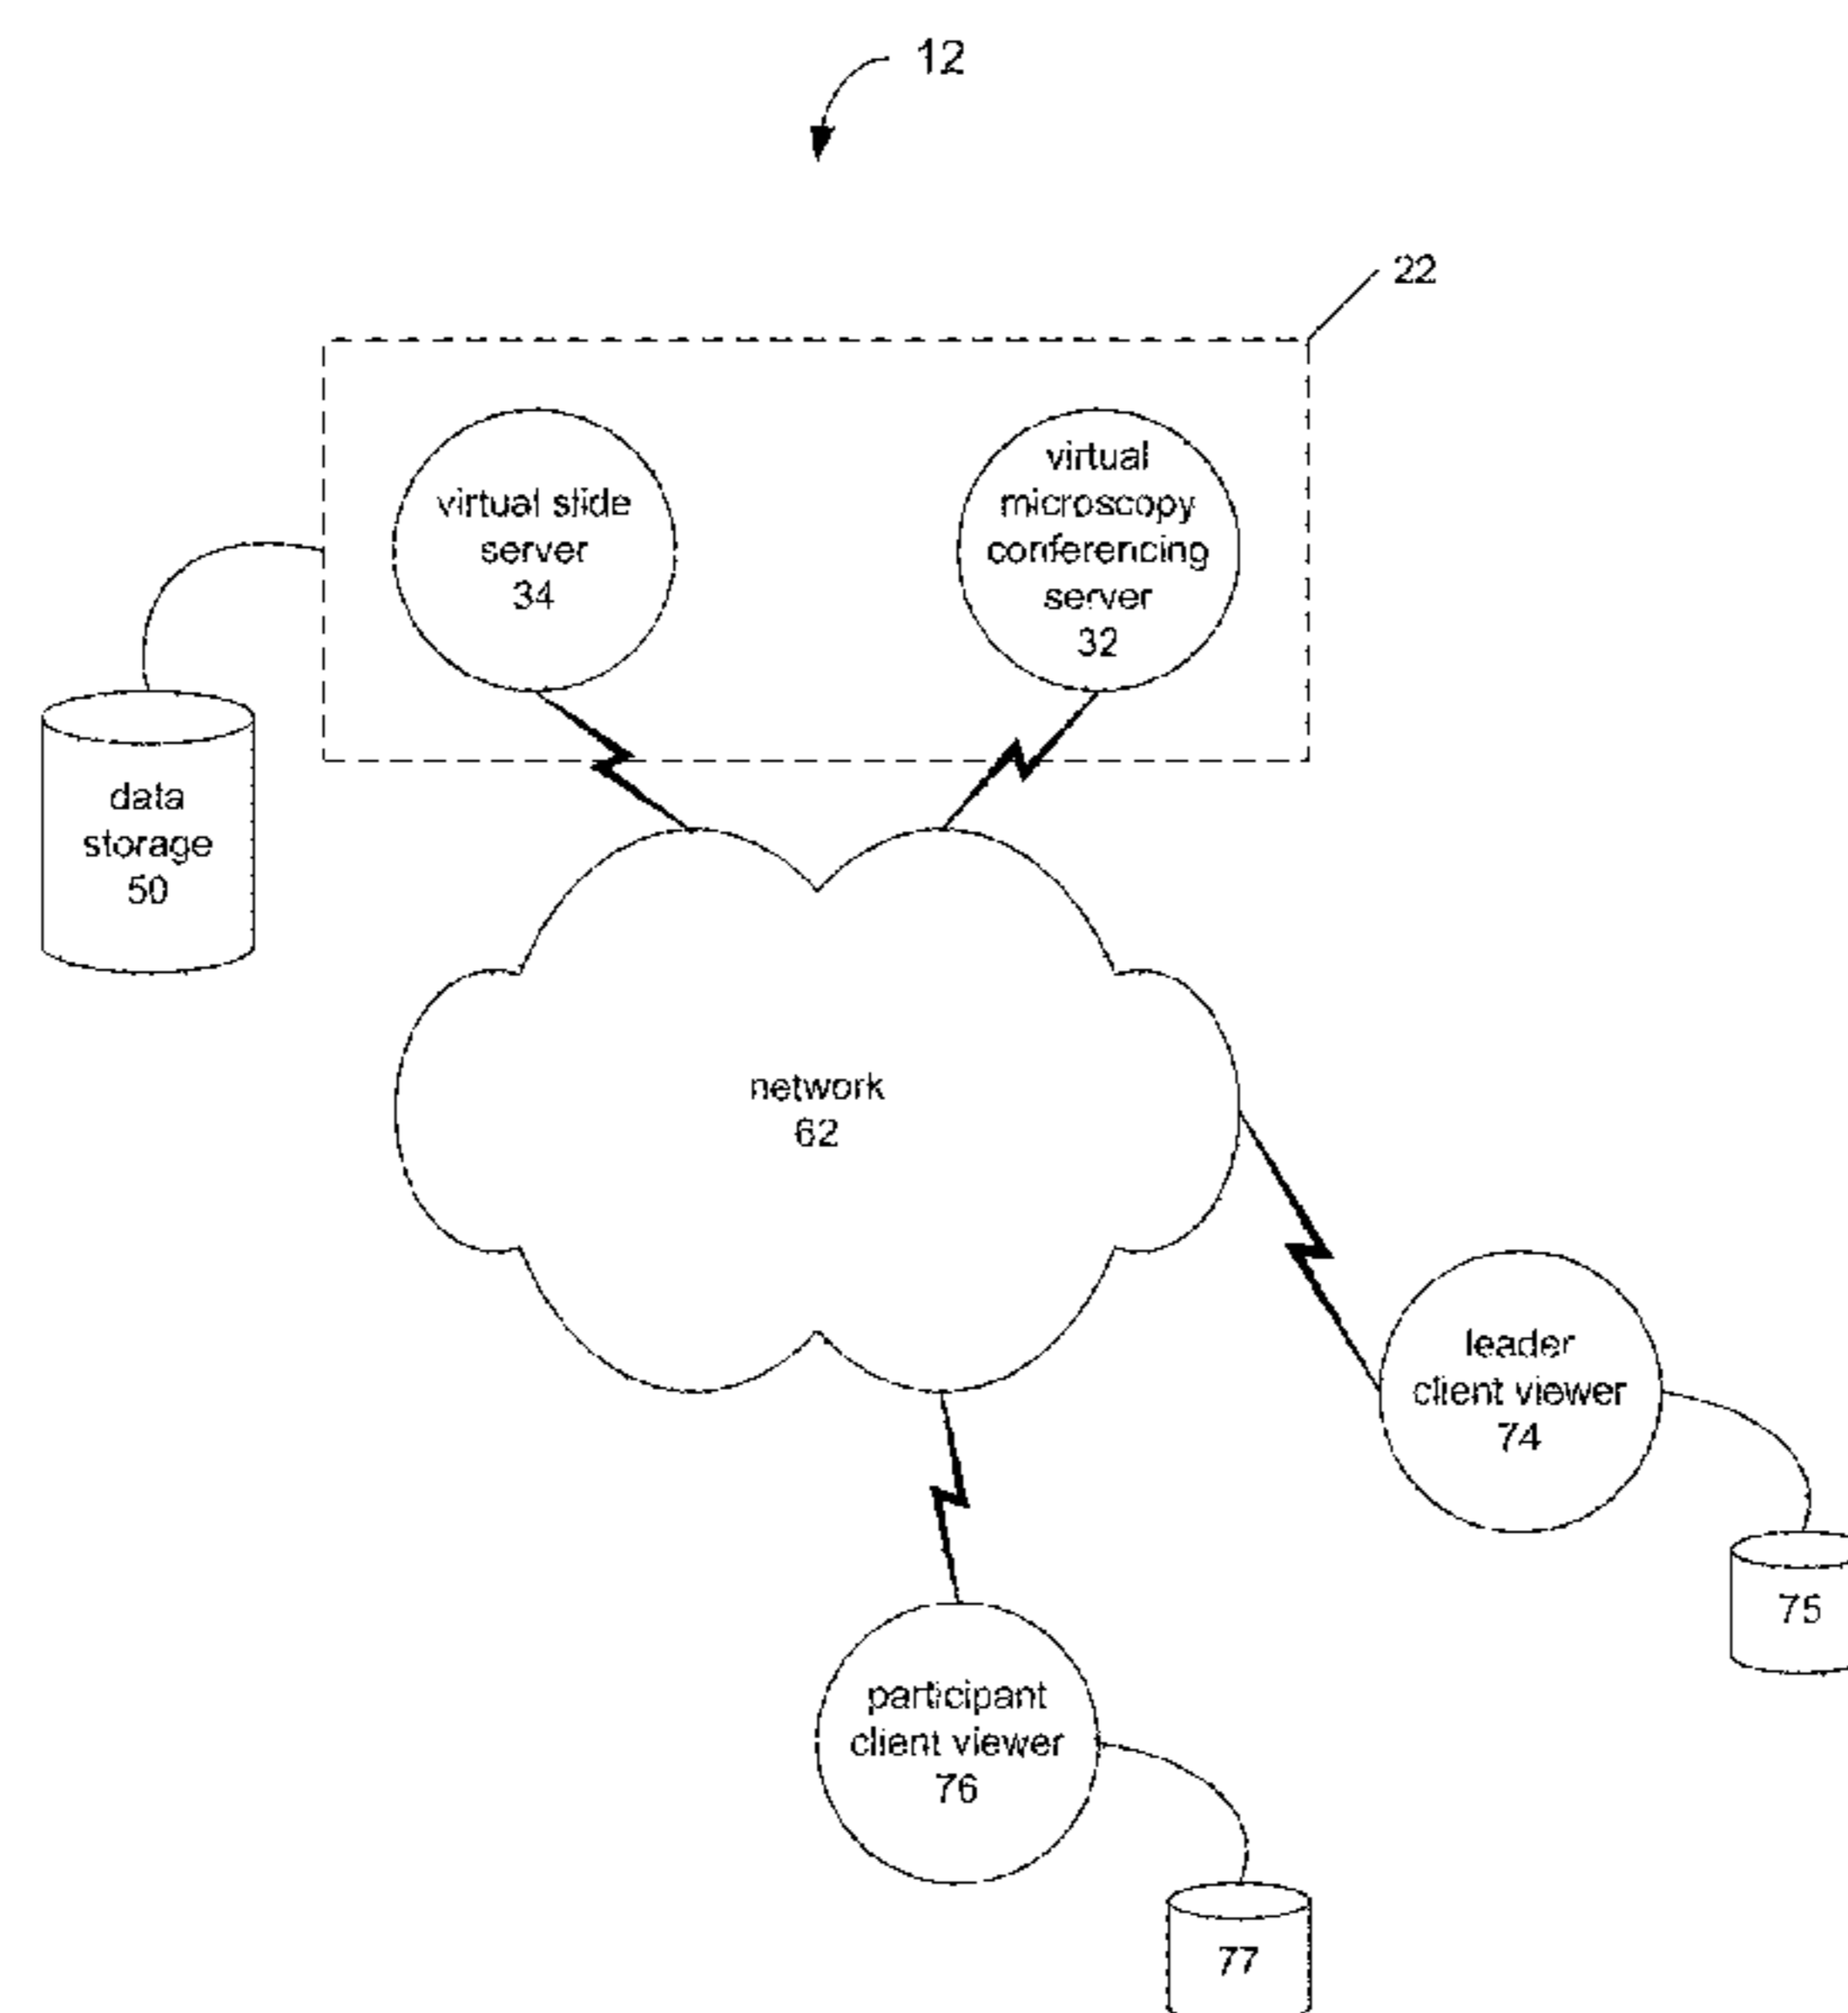 12
22
virtual slide
server
34
virtual
microscopy
conferencing
server
32
data
storage
50
network
62
leader
client viewer
74
75
participant
client viewer
76
77